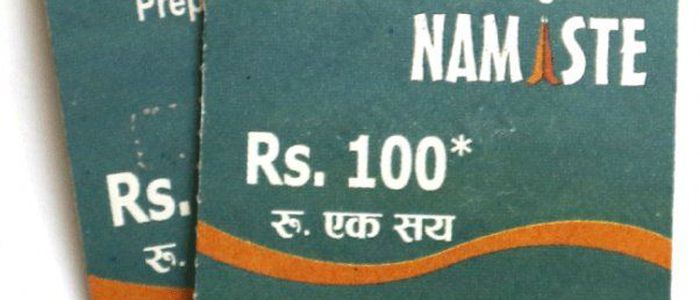 Prep
NAMASTE
Rs. 100*
रू. एक सय
Rs.
रू.